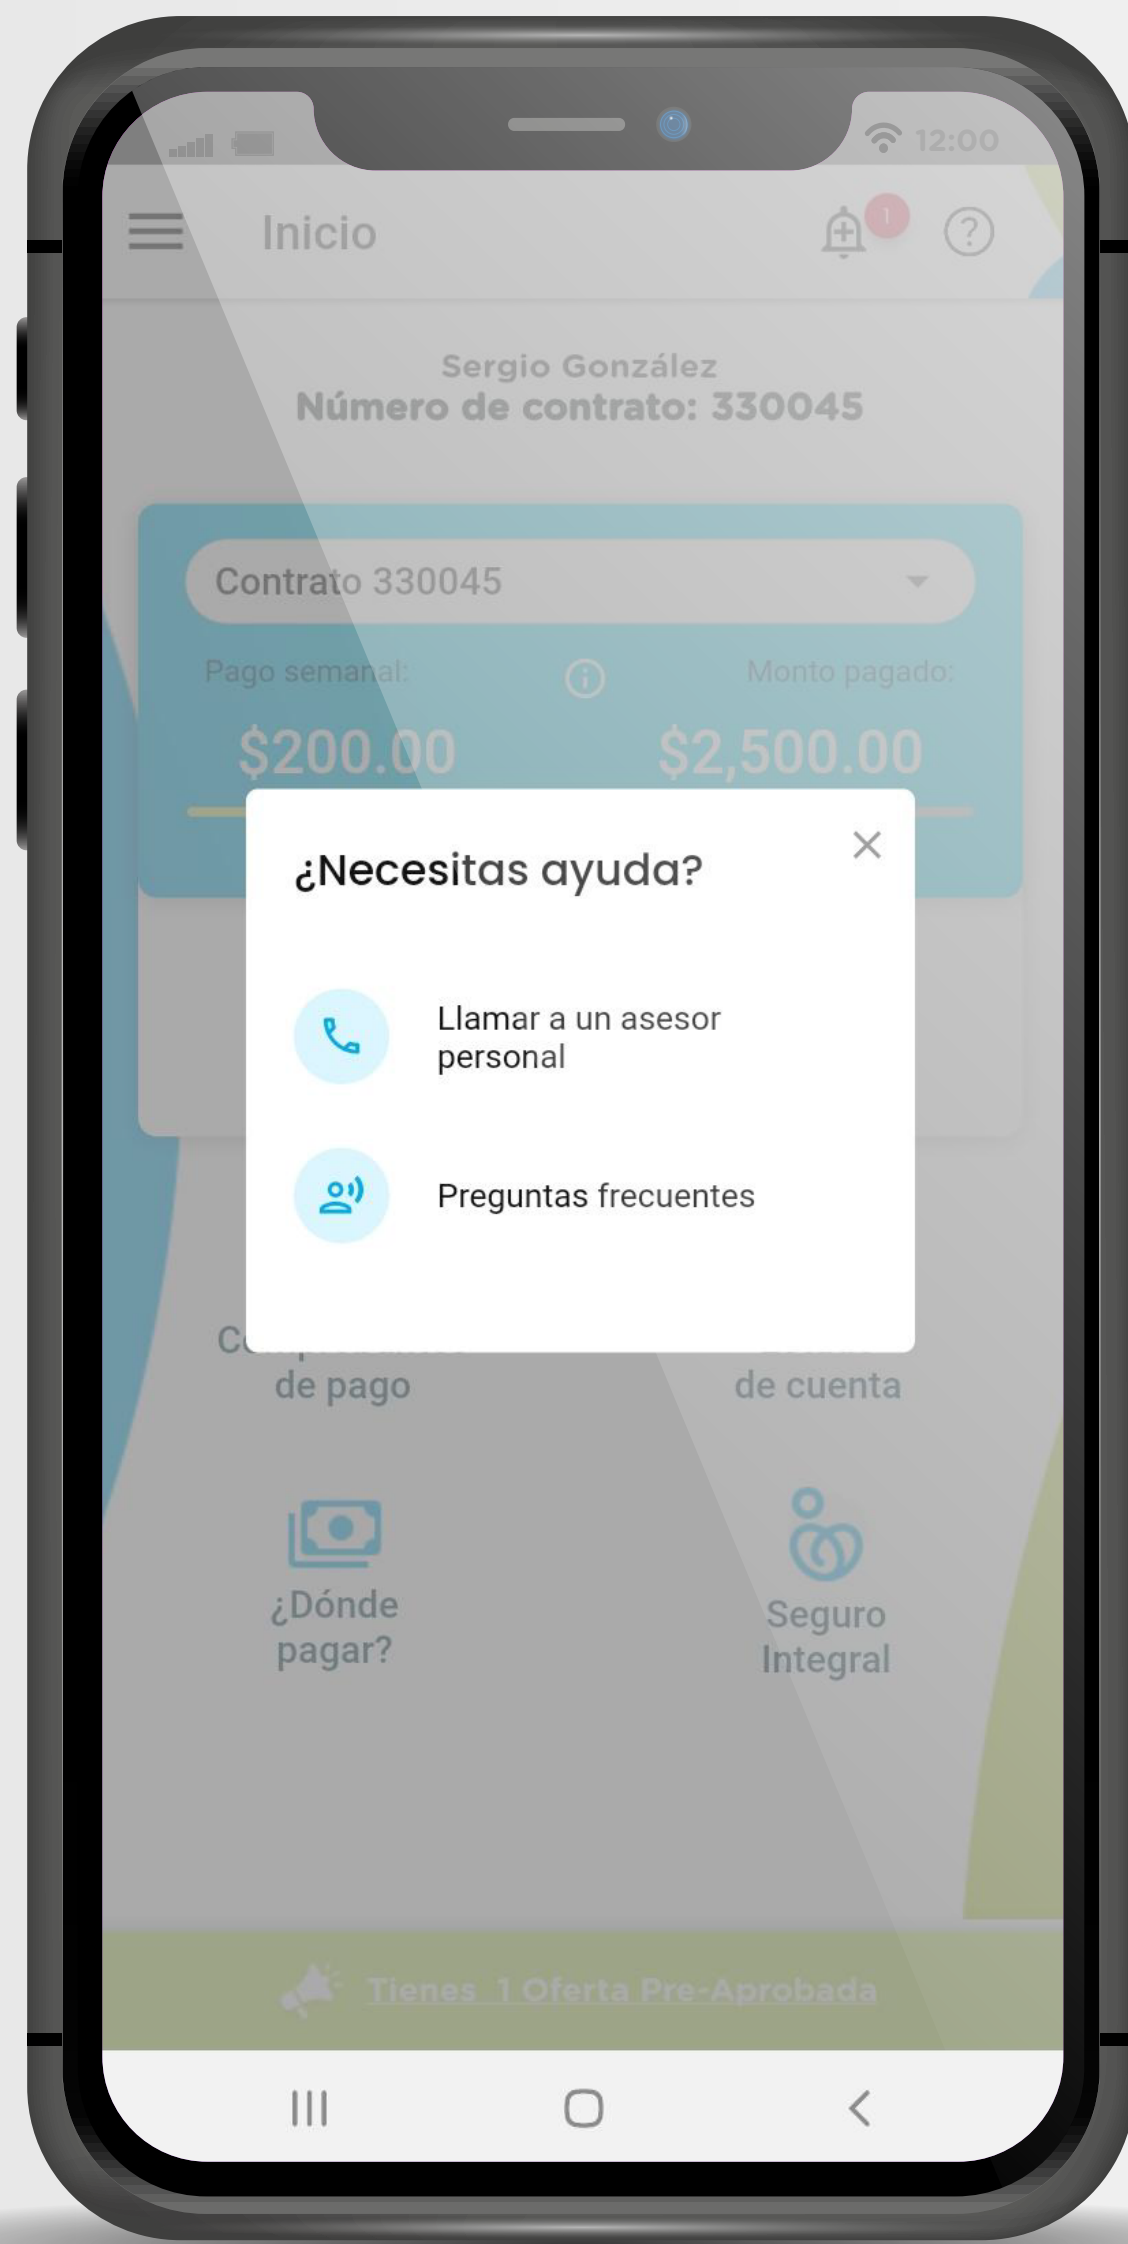 12:00
Inicio
1
Sergio González
Número de contrato: 330045
Contrato 330045
Pago semanal:
Monto pagado:
$200.00
$2,500.00
¿Necesitas ayuda?
Llamar a un asesor
personal
Preguntas frecuentes
de pago
de cuenta
¿Dónde
pagar?
Seguro
Integral
Tienes 1 Oferta Pre-Aprobada